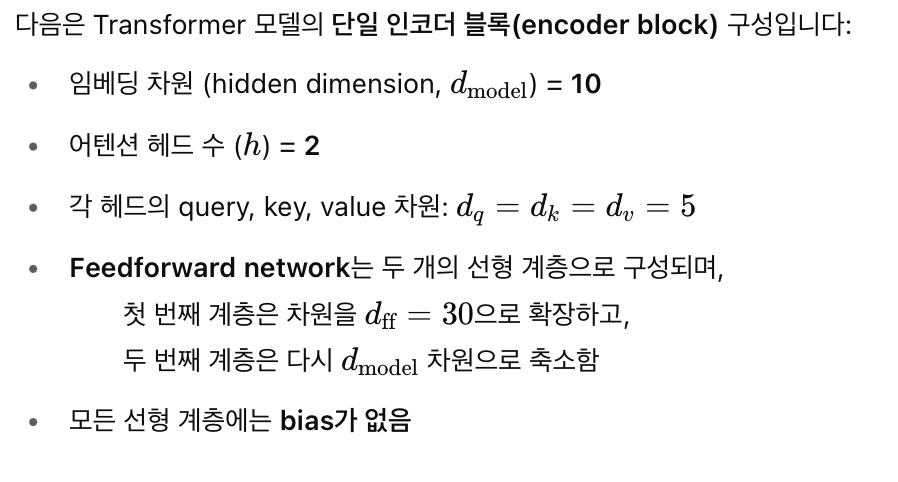 다음은 Transformer 모델의 단일 인코더 블록(encoder block) 구성입니다:
• 임베딩 차원 (hidden dimension, d_model) = 10
• 어텐션 헤드 수 (h) = 2
• 각 헤드의 query, key, value 차원: d_q = d_k = d_v = 5
• Feedforward network는 두 개의 선형 계층으로 구성되며,
첫 번째 계층은 차원을 d_ff = 30으로 확장하고,
두 번째 계층은 다시 d_model 차원으로 축소함
• 모든 선형 계층에는 bias가 없음